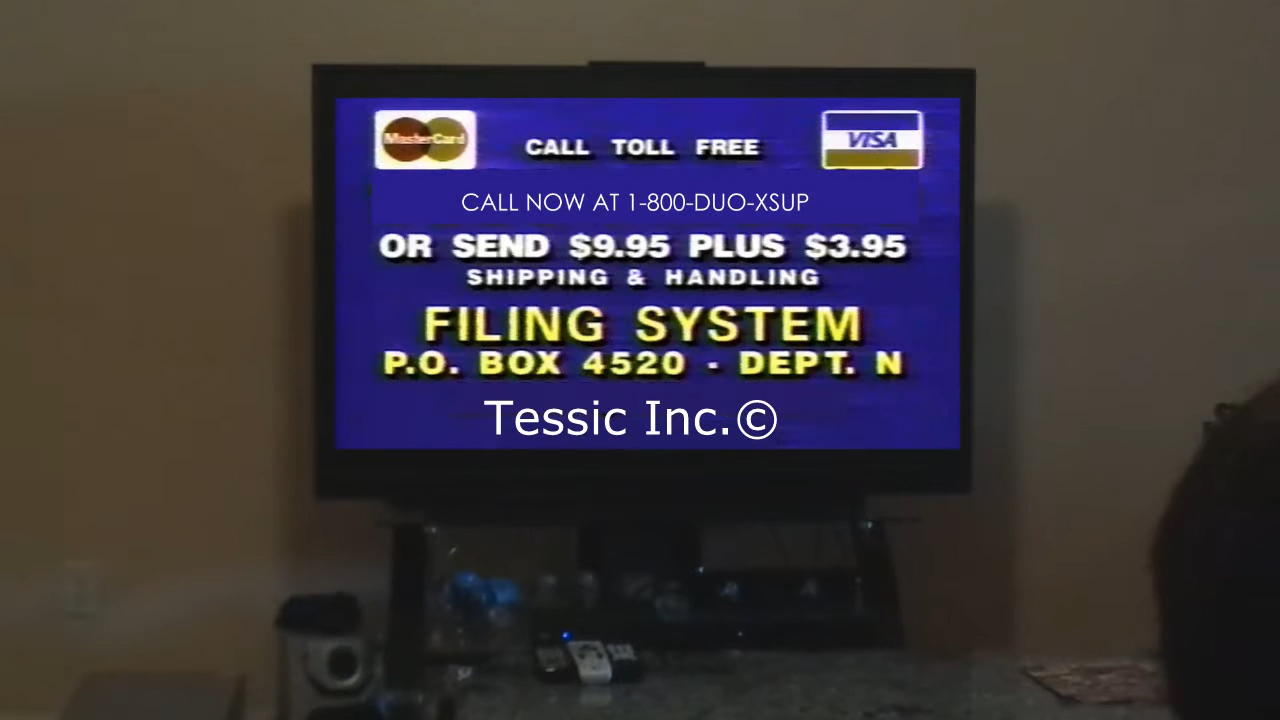 MasterCard
VISA
CALL TOLL FREE
CALL NOW AT 1-800-DUO-XSUP
OR SEND $9.95 PLUS $3.95
SHIPPING & HANDLING
FILING SYSTEM
P.O. BOX 4520 - DEPT. N
Tessic Inc.©